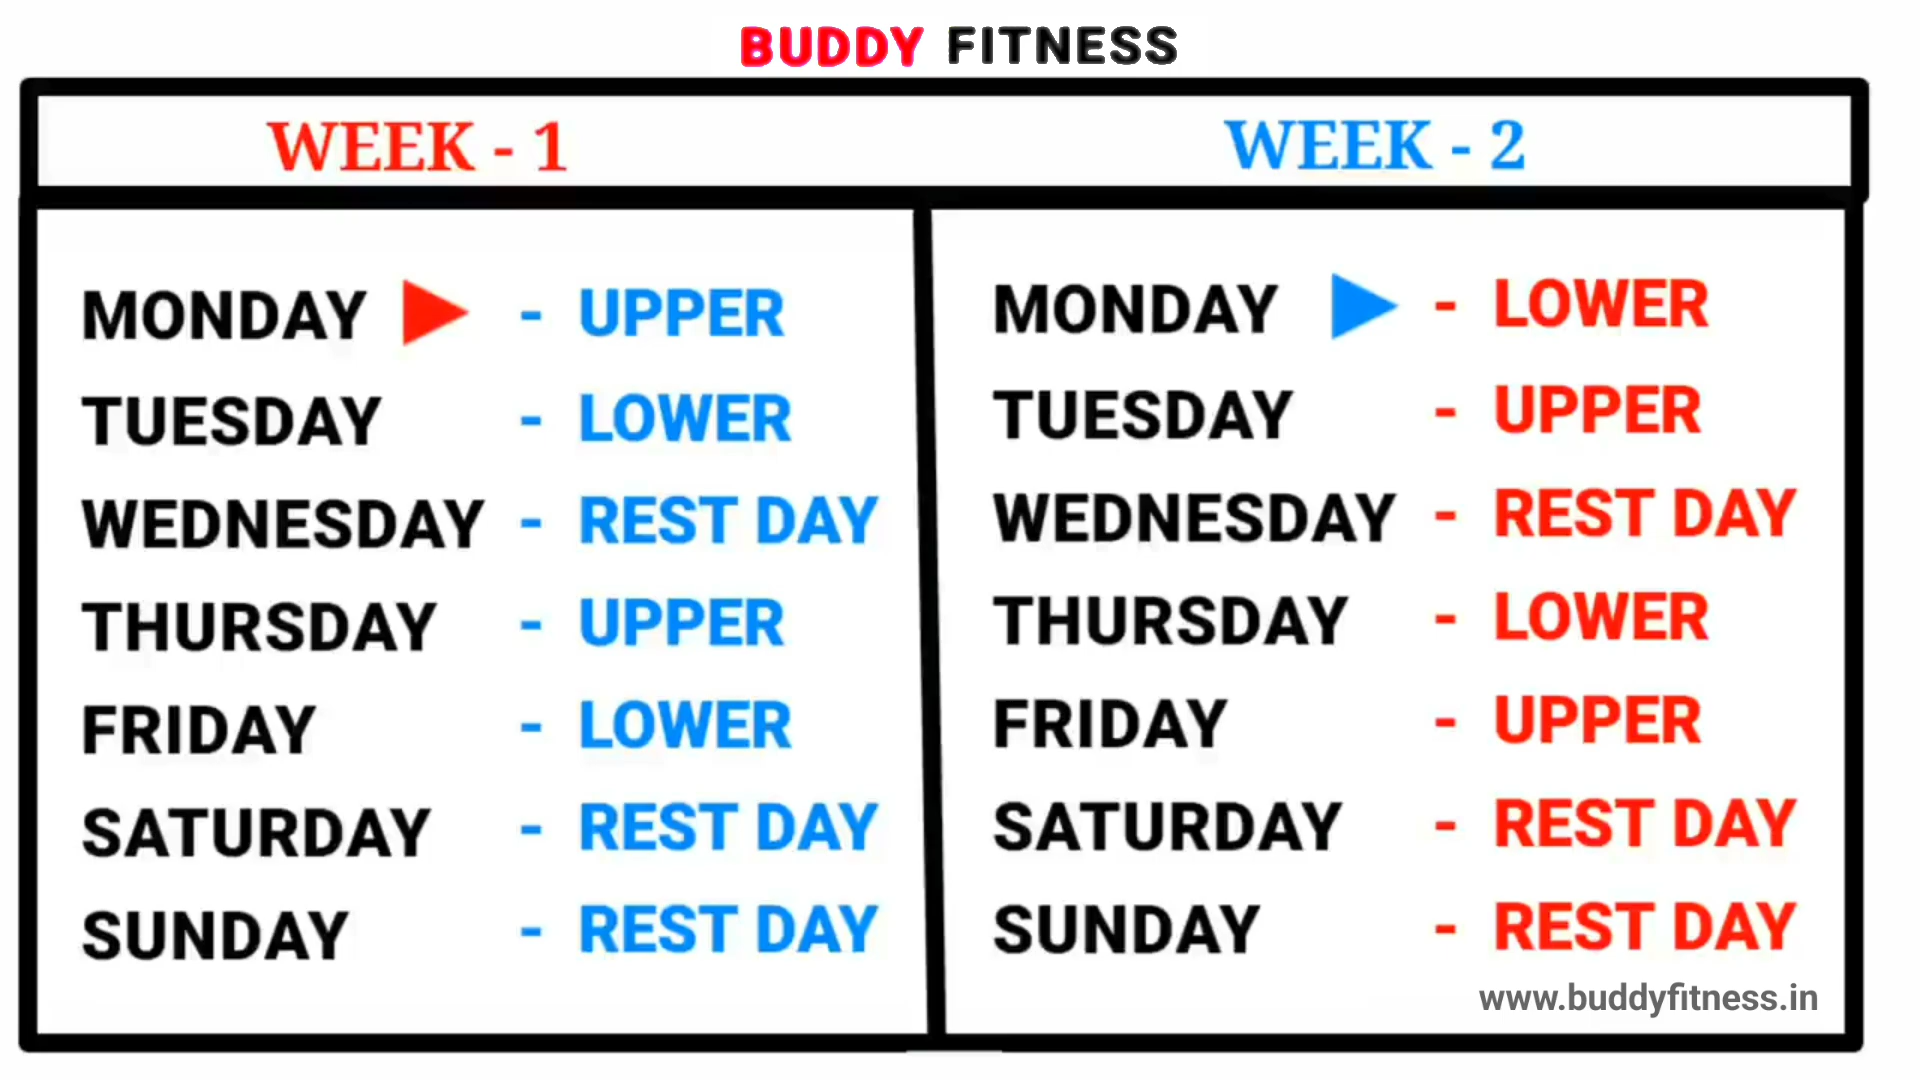 BUDDY FITNESS
WEEK - 1
MONDAY - UPPER
TUESDAY - LOWER
WEDNESDAY - REST DAY
THURSDAY - UPPER
FRIDAY - LOWER
SATURDAY - REST DAY
SUNDAY - REST DAY
WEEK - 2
MONDAY - LOWER
TUESDAY - UPPER
WEDNESDAY - REST DAY
THURSDAY - LOWER
FRIDAY - UPPER
SATURDAY - REST DAY
SUNDAY - REST DAY
www.buddyfitness.in